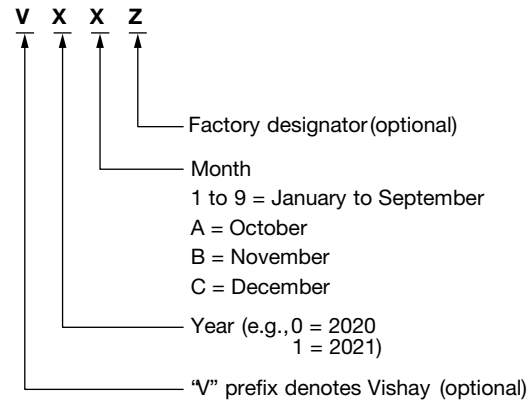 V X X Z
Factory designator (optional)
Month
1 to 9 = January to September
A = October
B = November
C = December
Year (e.g., 0 = 2020
1 = 2021)
“V” prefix denotes Vishay (optional)